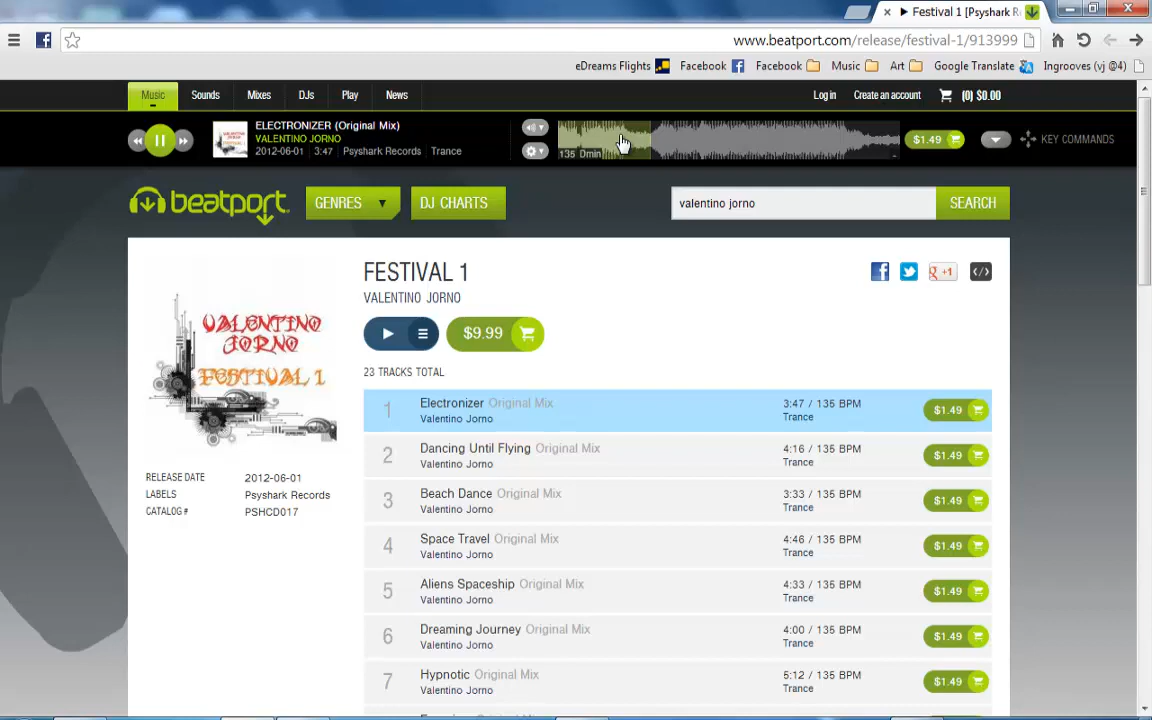 Festival 1 [Psyshark R
www.beatport.com/release/festival-1/913999
eDreams Flights Facebook Facebook Music Art Google Translate Ingrooves (vj @4)
Music Sounds Mixes DJs Play News Log in Create an account (0) $0.00
ELECTRONIZER (Original Mix)
VALENTINO JORNO
2012-06-01 3:47 Psyshark Records Trance
135 Dmin
$1.49
KEY COMMANDS
beatport GENRES DJ CHARTS valentino jorno SEARCH
VALENTINO
JORNO
FESTIVAL 1
RELEASE DATE 2012-06-01
LABELS Psyshark Records
CATALOG # PSHCD017
FESTIVAL 1
VALENTINO JORNO
g +1
$9.99
23 TRACKS TOTAL
1 Electronizer Original Mix 3:47 / 135 BPM $1.49
Valentino Jorno Trance
2 Dancing Until Flying Original Mix 4:16 / 135 BPM $1.49
Valentino Jorno Trance
3 Beach Dance Original Mix 3:33 / 135 BPM $1.49
Valentino Jorno Trance
4 Space Travel Original Mix 4:46 / 135 BPM $1.49
Valentino Jorno Trance
5 Aliens Spaceship Original Mix 4:33 / 135 BPM $1.49
Valentino Jorno Trance
6 Dreaming Journey Original Mix 4:00 / 135 BPM $1.49
Valentino Jorno Trance
7 Hypnotic Original Mix 5:12 / 135 BPM $1.49
Valentino Jorno Trance